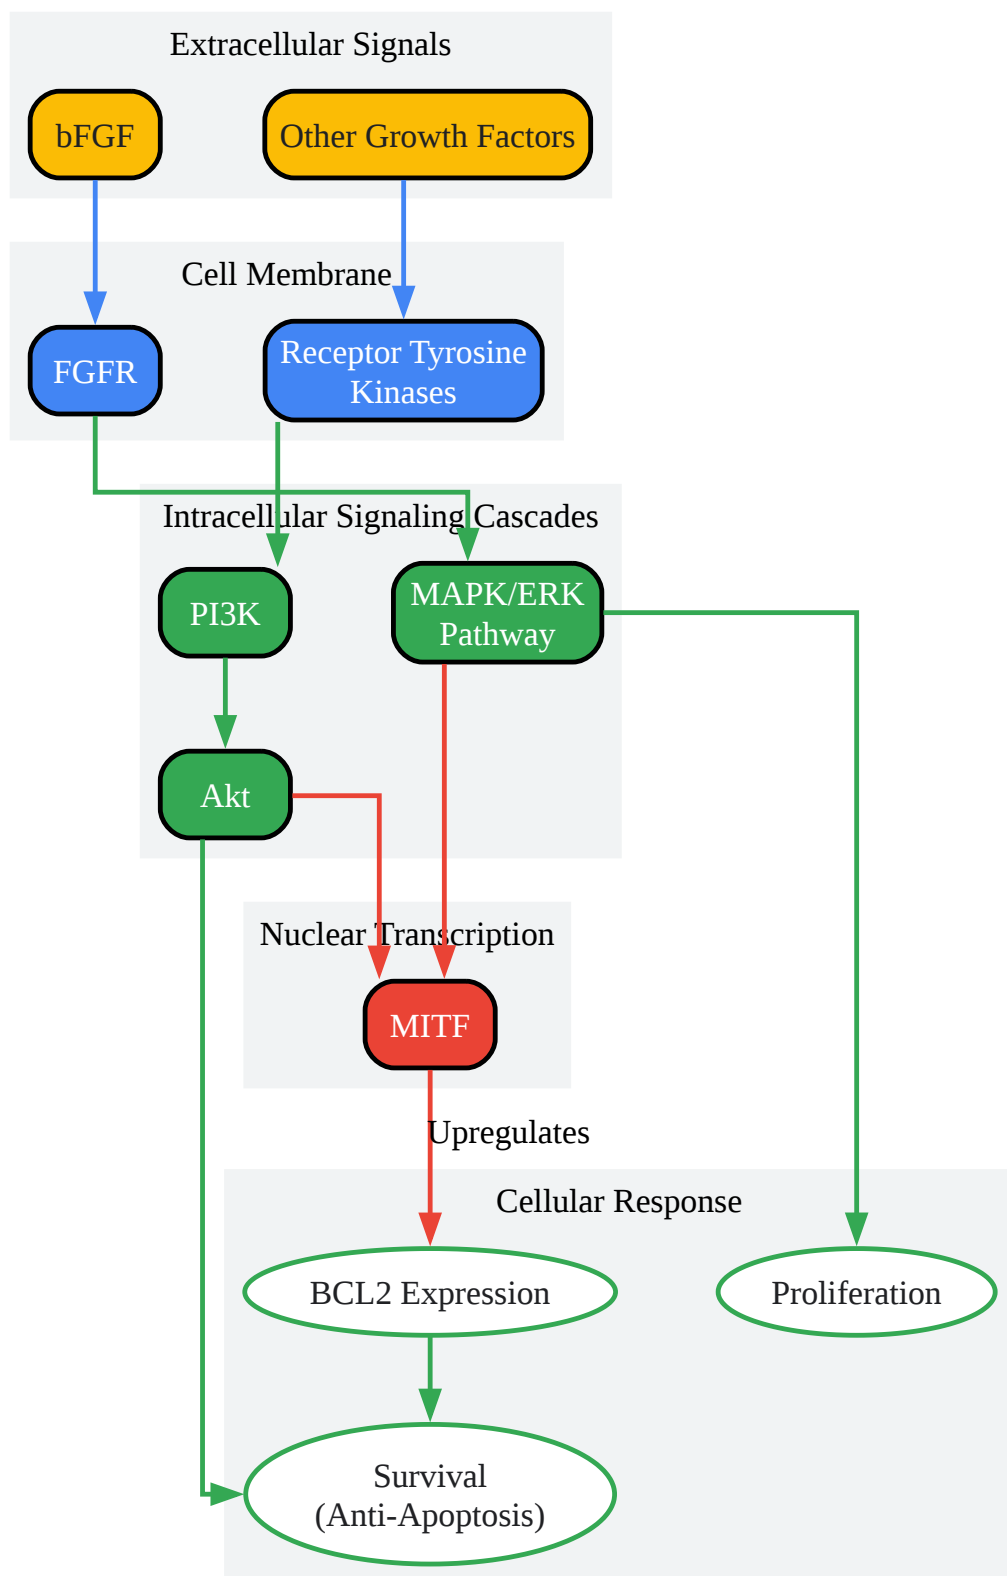 Extracellular Signals
bFGF
Other Growth Factors
Cell Membrane
FGFR
Receptor Tyrosine
Kinases
Intracellular Signaling Cascades
PI3K
MAPK/ERK
Pathway
Akt
Nuclear Transcription
MITF
Upregulates
Cellular Response
BCL2 Expression
Proliferation
Survival
(Anti-Apoptosis)